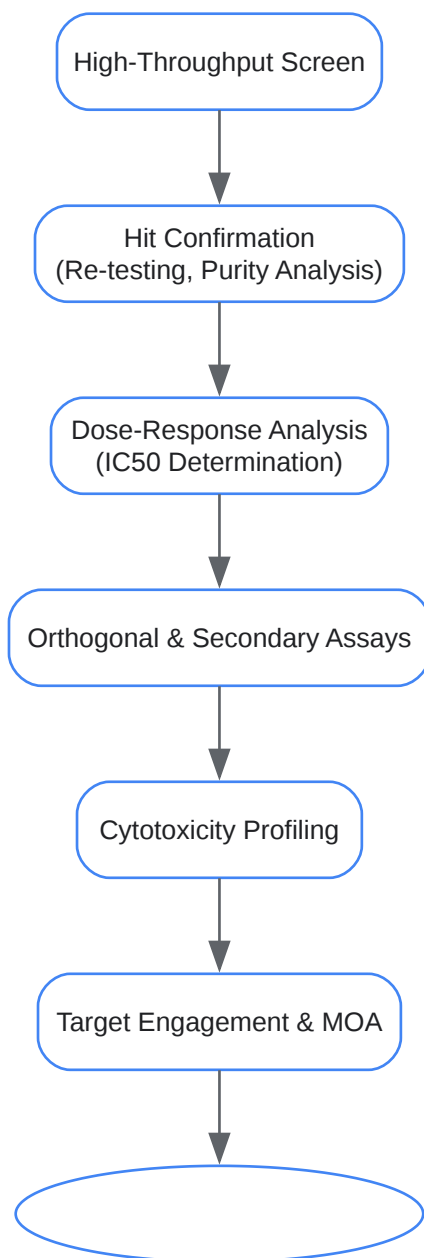 High-Throughput Screen
Hit Confirmation
(Re-testing, Purity Analysis)
Dose-Response Analysis
(IC50 Determination)
Orthogonal & Secondary Assays
Cytotoxicity Profiling
Target Engagement & MOA